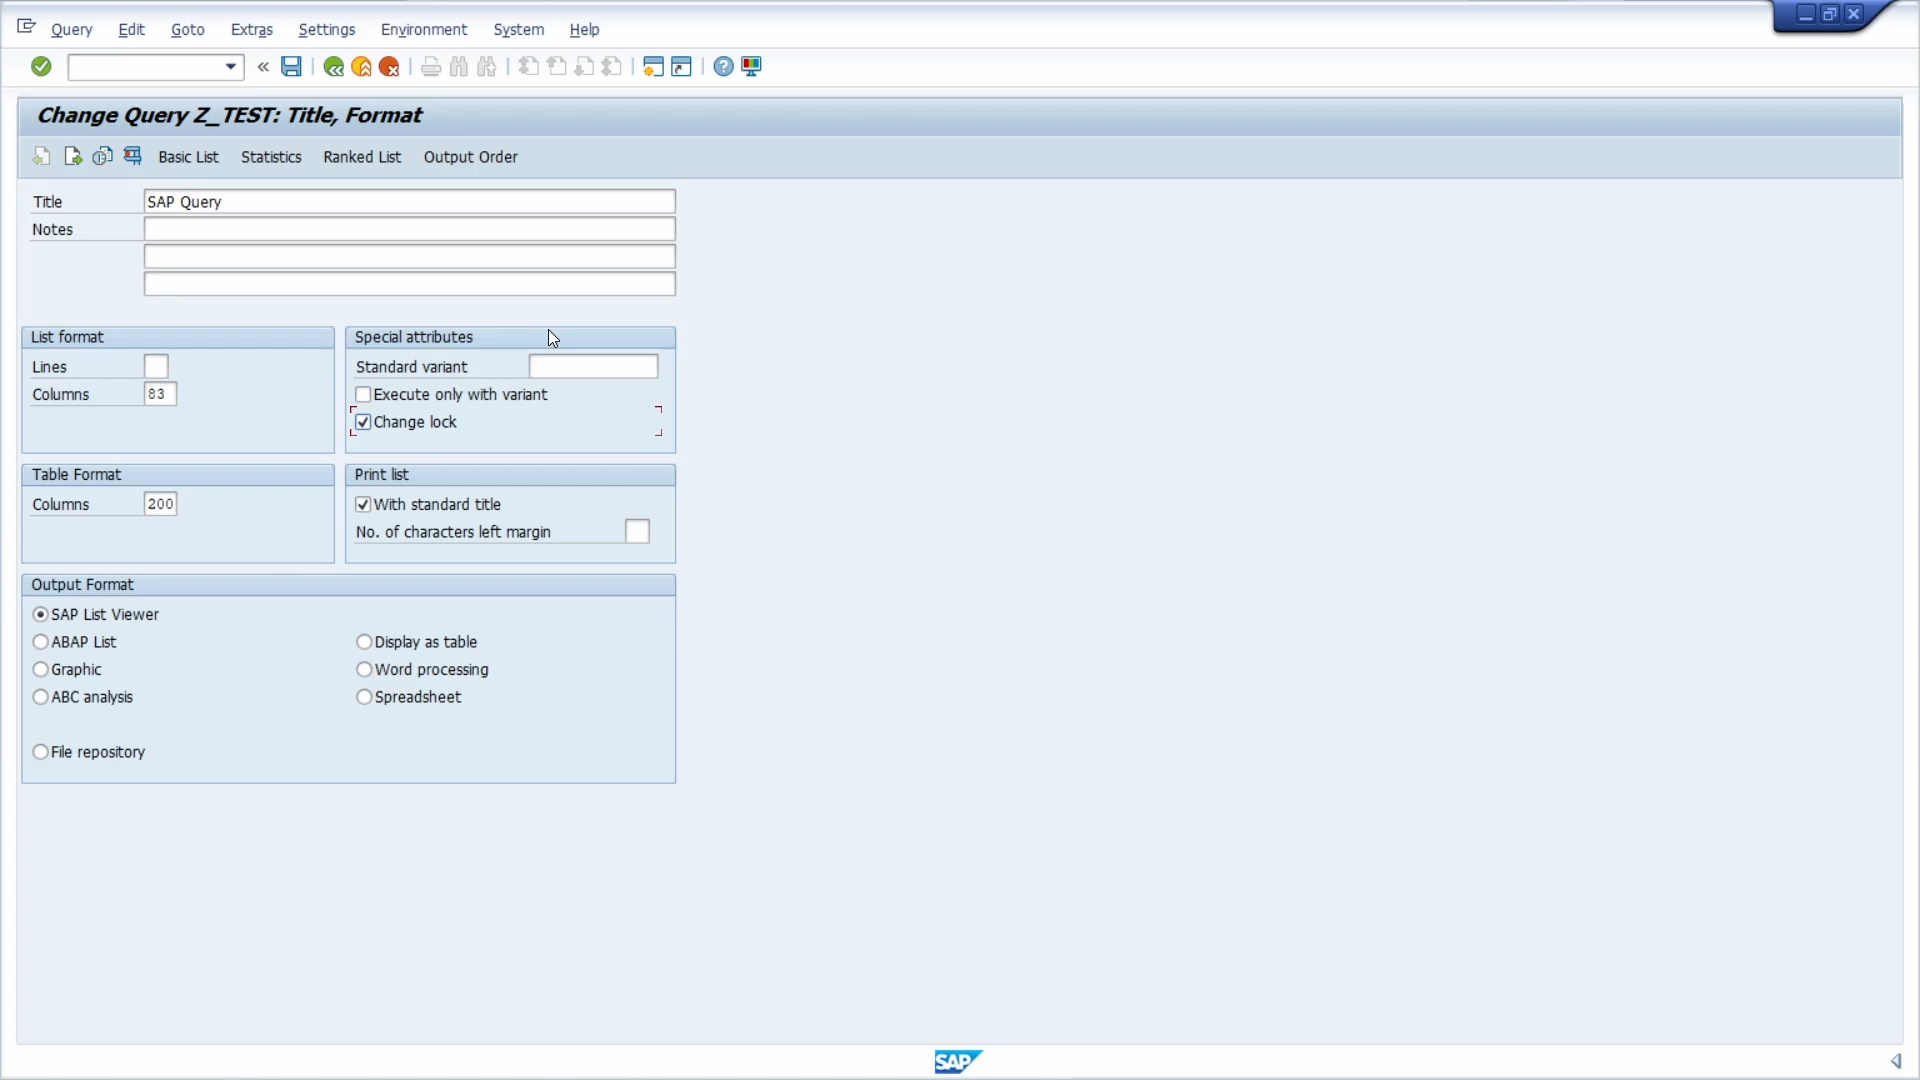 Query Edit Goto Extras Settings Environment System Help
Change Query Z_TEST: Title, Format
Basic List Statistics Ranked List Output Order
Title SAP Query
Notes
List format
Lines
Columns 83
Special attributes
Standard variant
Execute only with variant
Change lock
Table Format
Columns 200
Print list
With standard title
No. of characters left margin
Output Format
SAP List Viewer
ABAP List Display as table
Graphic Word processing
ABC analysis Spreadsheet
File repository
SAP